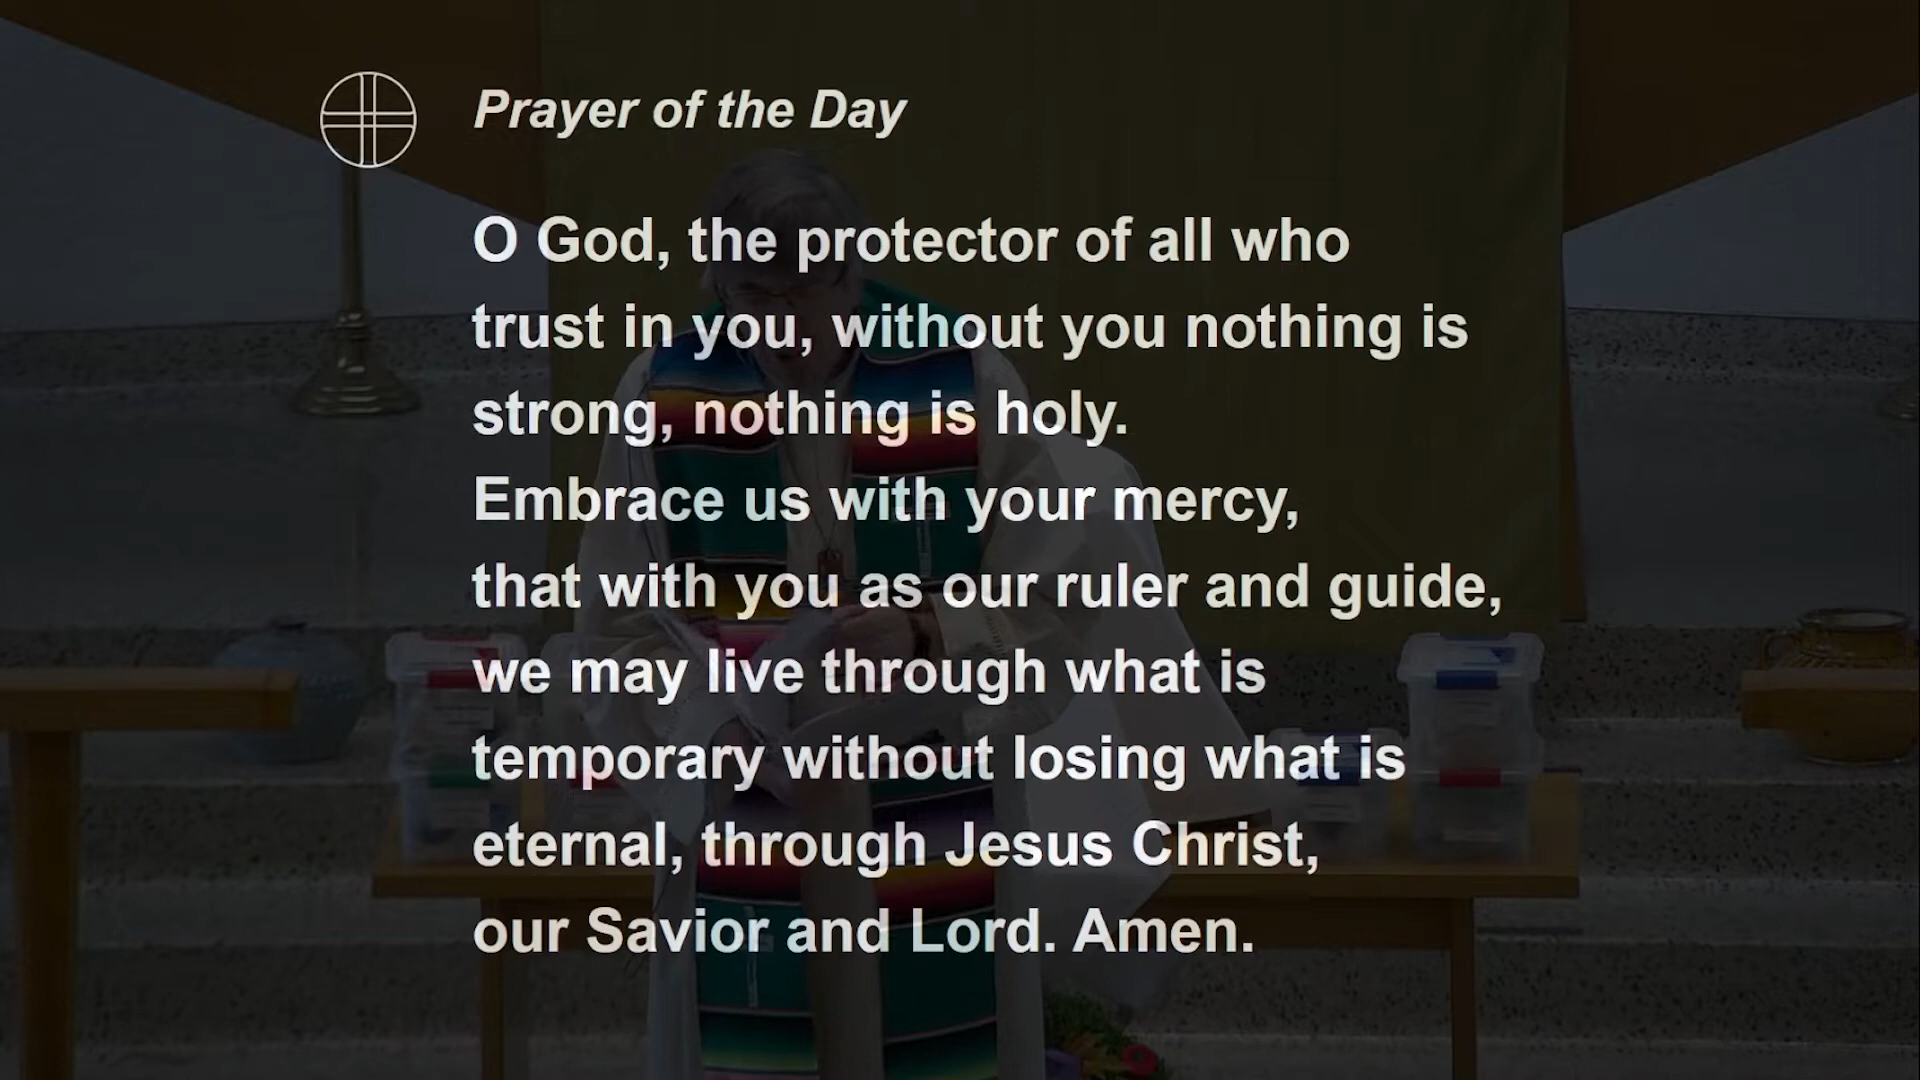 Prayer of the Day
O God, the protector of all who
trust in you, without you nothing is
strong, nothing is holy.
Embrace us with your mercy,
that with you as our ruler and guide,
we may live through what is
temporary without losing what is
eternal, through Jesus Christ,
our Savior and Lord. Amen.